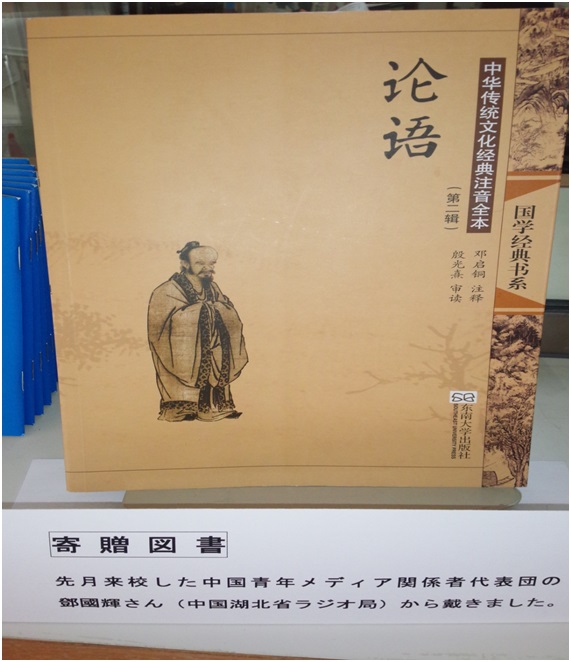 论语
中华传统文化经典注音全本
（第二辑）
邓启铜 注释
殷光熹 审读
国学经典书系
东南大学出版社
SOUTHEAST UNIVERSITY PRESS
寄贈図書
先月来校した中国青年メディア関係者代表団の
鄧國輝さん（中国湖北省ラジオ局）から戴きました。